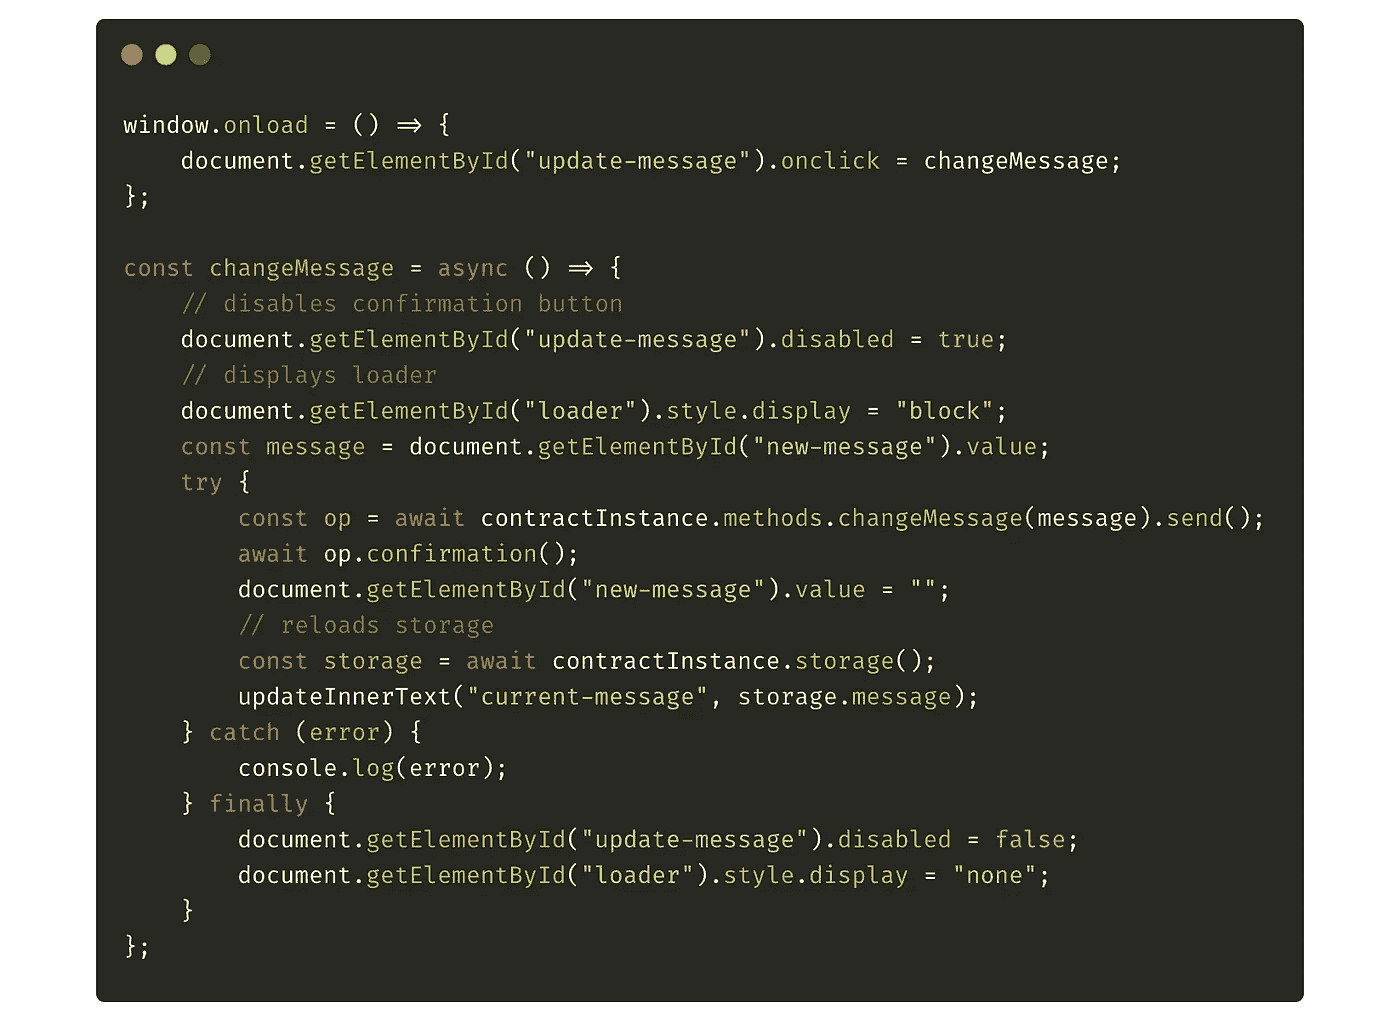 window.onload = () => {
    document.getElementById("update-message").onclick = changeMessage;
};

const changeMessage = async () => {
    // disables confirmation button
    document.getElementById("update-message").disabled = true;
    // displays loader
    document.getElementById("loader").style.display = "block";
    const message = document.getElementById("new-message").value;
    try {
        const op = await contractInstance.methods.changeMessage(message).send();
        await op.confirmation();
        document.getElementById("new-message").value = "";
        // reloads storage
        const storage = await contractInstance.storage();
        updateInnerText("current-message", storage.message);
    } catch (error) {
        console.log(error);
    } finally {
        document.getElementById("update-message").disabled = false;
        document.getElementById("loader").style.display = "none";
    }
};